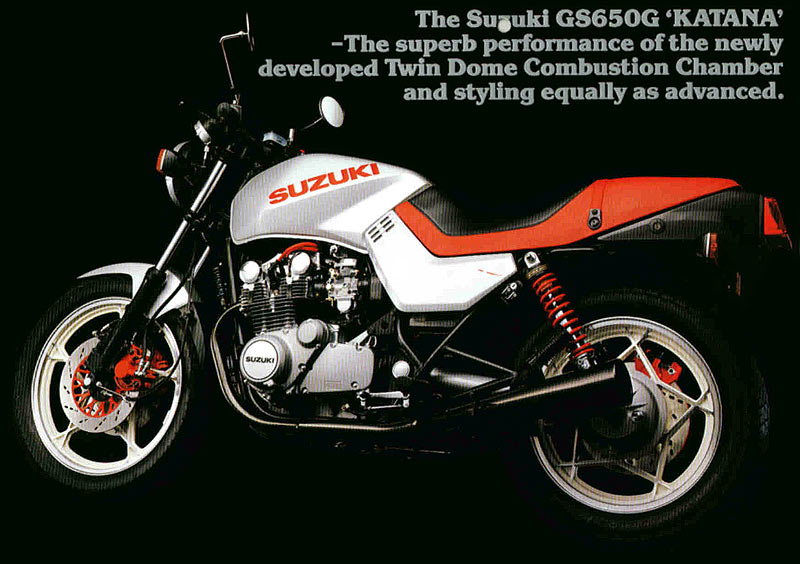 The Suzuki GS650G ‘KATANA’
–The superb performance of the newly
developed Twin Dome Combustion Chamber
and styling equally as advanced.
SUZUKI
SUZUKI